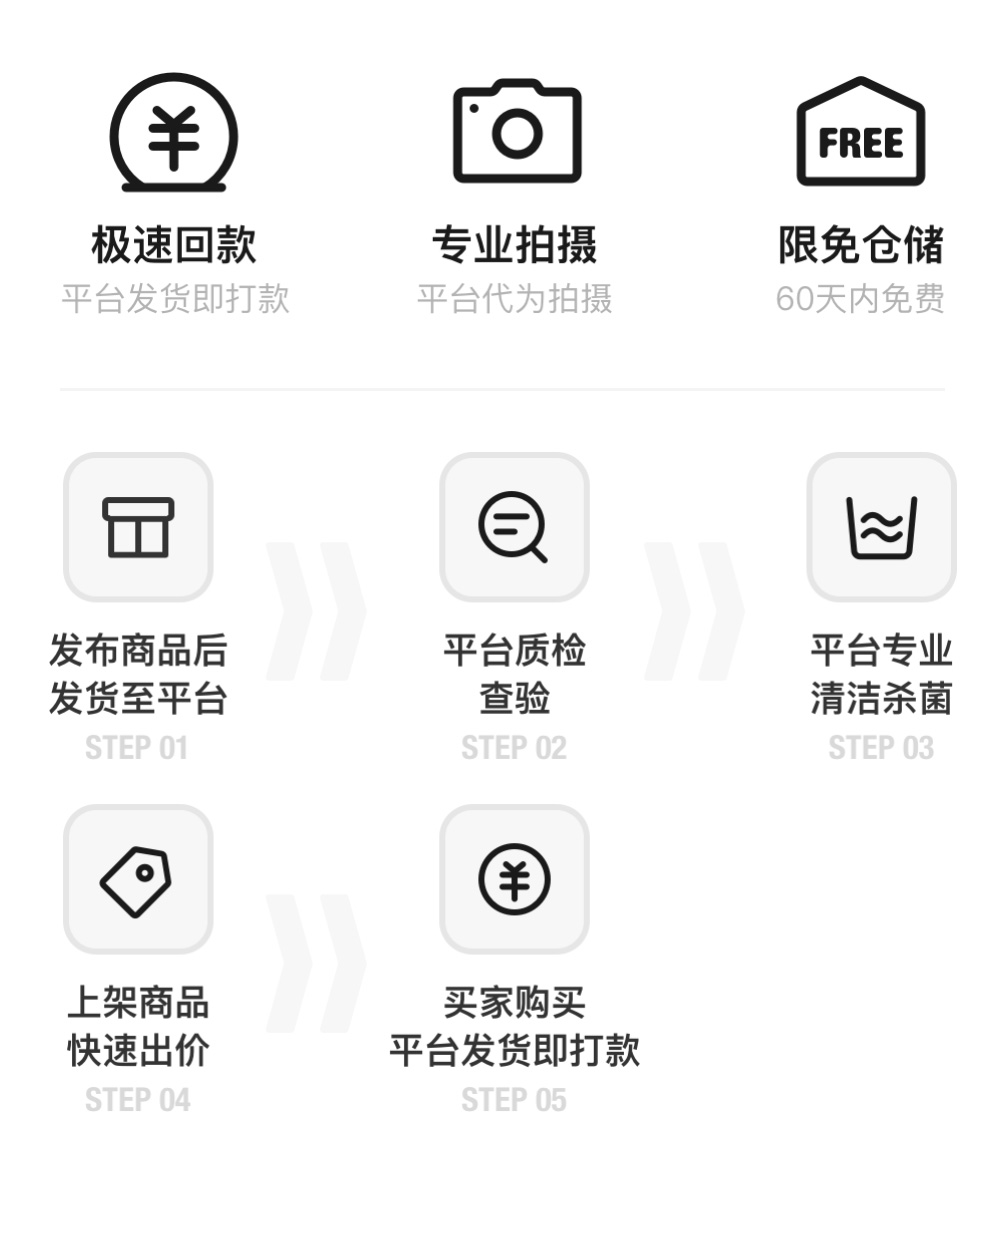 FREE
极速回款
专业拍摄
限免仓储
平台发货即打款
平台代为拍摄
60天内免费
发布商品后
发货至平台
STEP 01
平台质检
查验
STEP 02
平台专业
清洁杀菌
STEP 03
上架商品
快速出价
STEP 04
买家购买
平台发货即打款
STEP 05